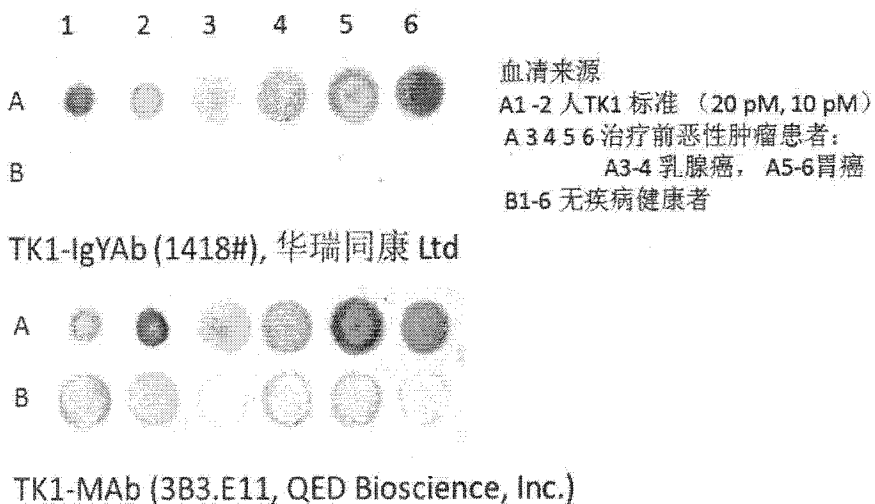 1 2 3 4 5 6
A
B
血清来源
A1-2 人TK1 标准 (20 pM, 10 pM)
A 3 4 5 6 治疗前恶性肿瘤患者:
A3-4 乳腺癌, A5-6胃癌
B1-6 无疾病健康者
TK1-IgYAb (1418#), 华瑞同康 Ltd
A
B
TK1-MAb (3B3.E11, QED Bioscience, Inc.)